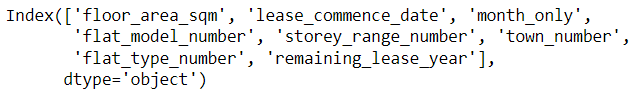 Index(['floor_area_sqm', 'lease_commence_date', 'month_only',
'flat_model_number', 'storey_range_number', 'town_number',
'flat_type_number', 'remaining_lease_year'],
dtype='object')